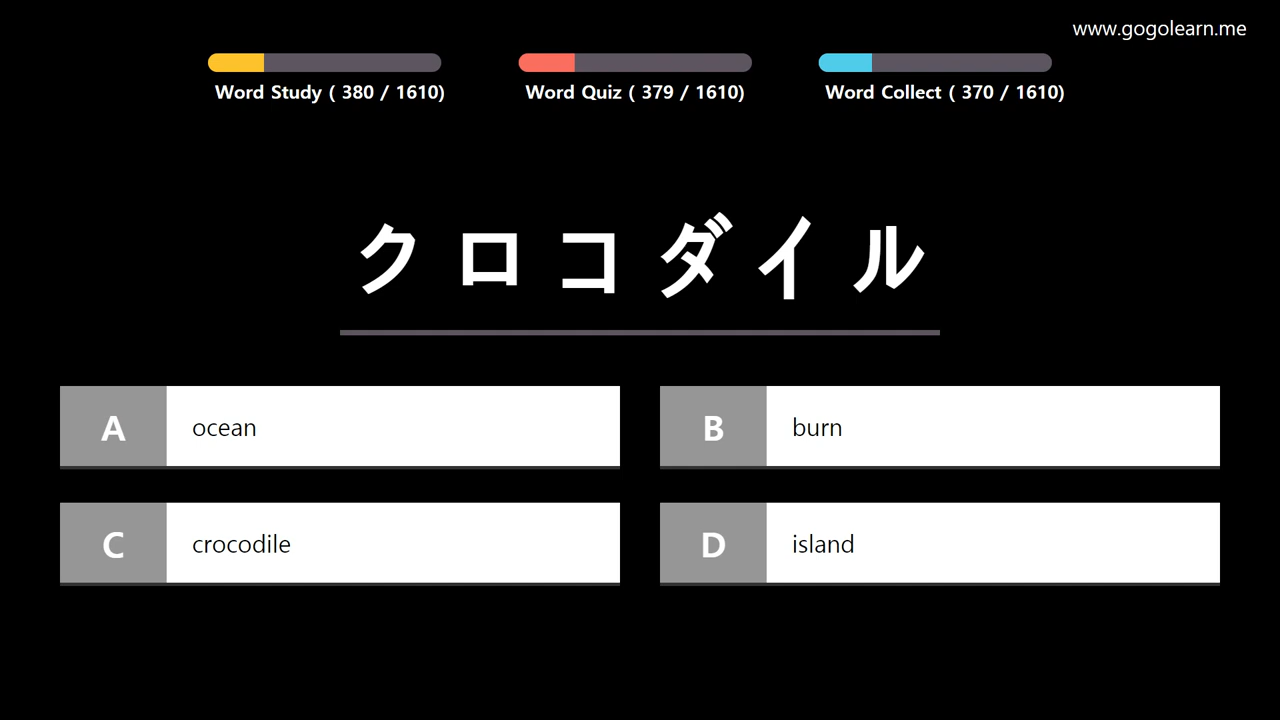 www.gogolearn.me
Word Study ( 380 / 1610)
Word Quiz ( 379 / 1610)
Word Collect ( 370 / 1610)
クロコダイル
A ocean
B burn
C crocodile
D island